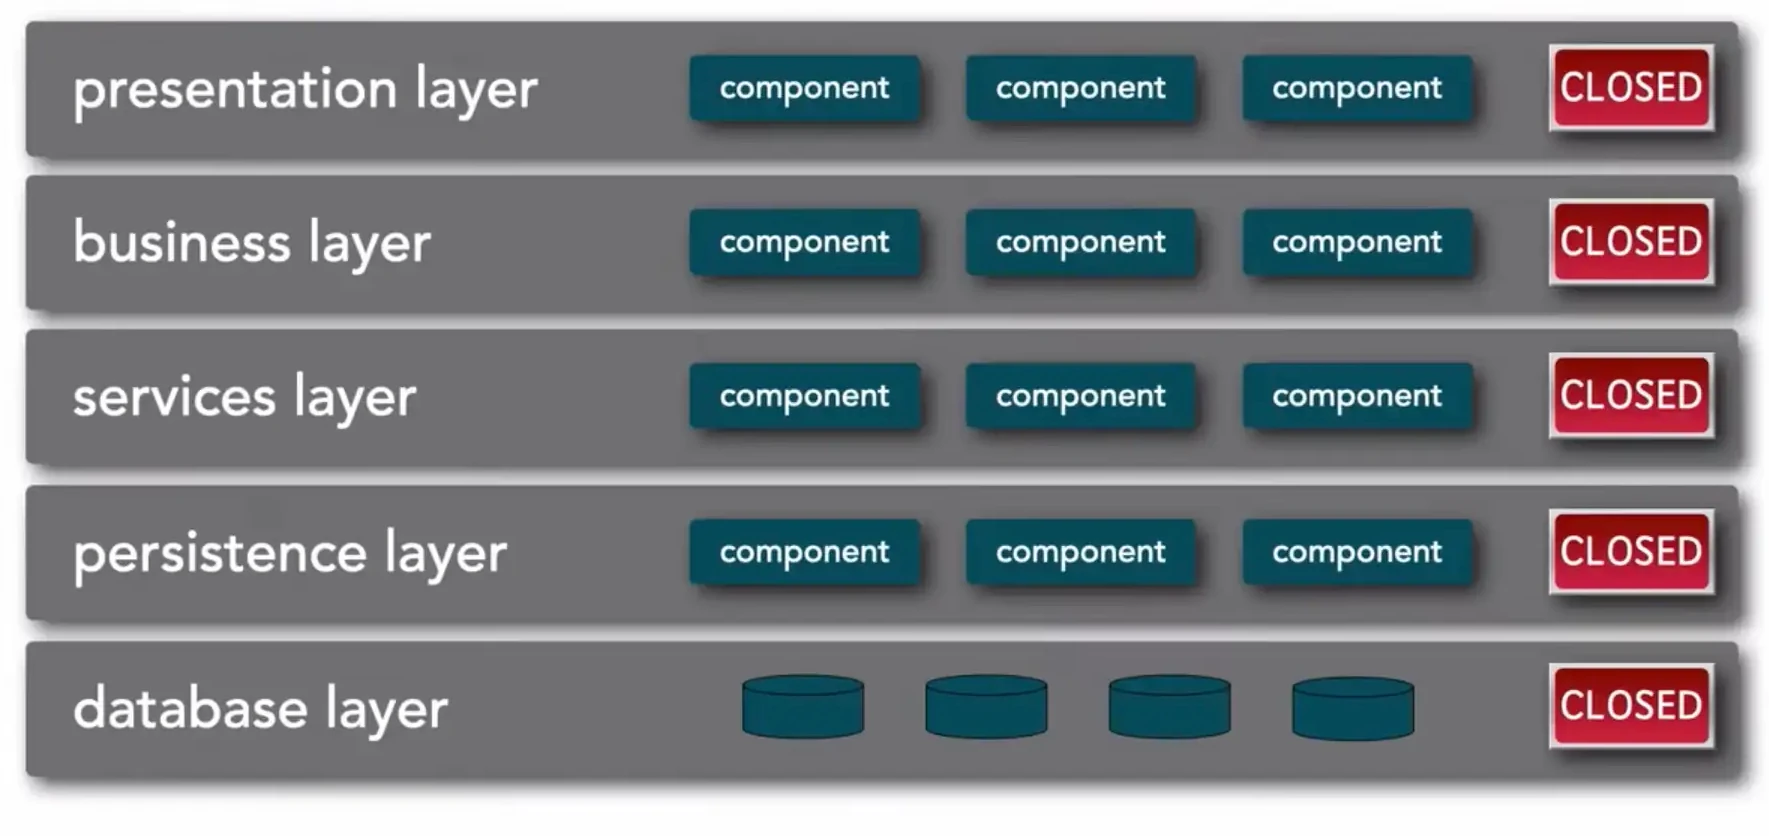 presentation layer component component component CLOSED
business layer component component component CLOSED
services layer component component component CLOSED
persistence layer component component component CLOSED
database layer CLOSED